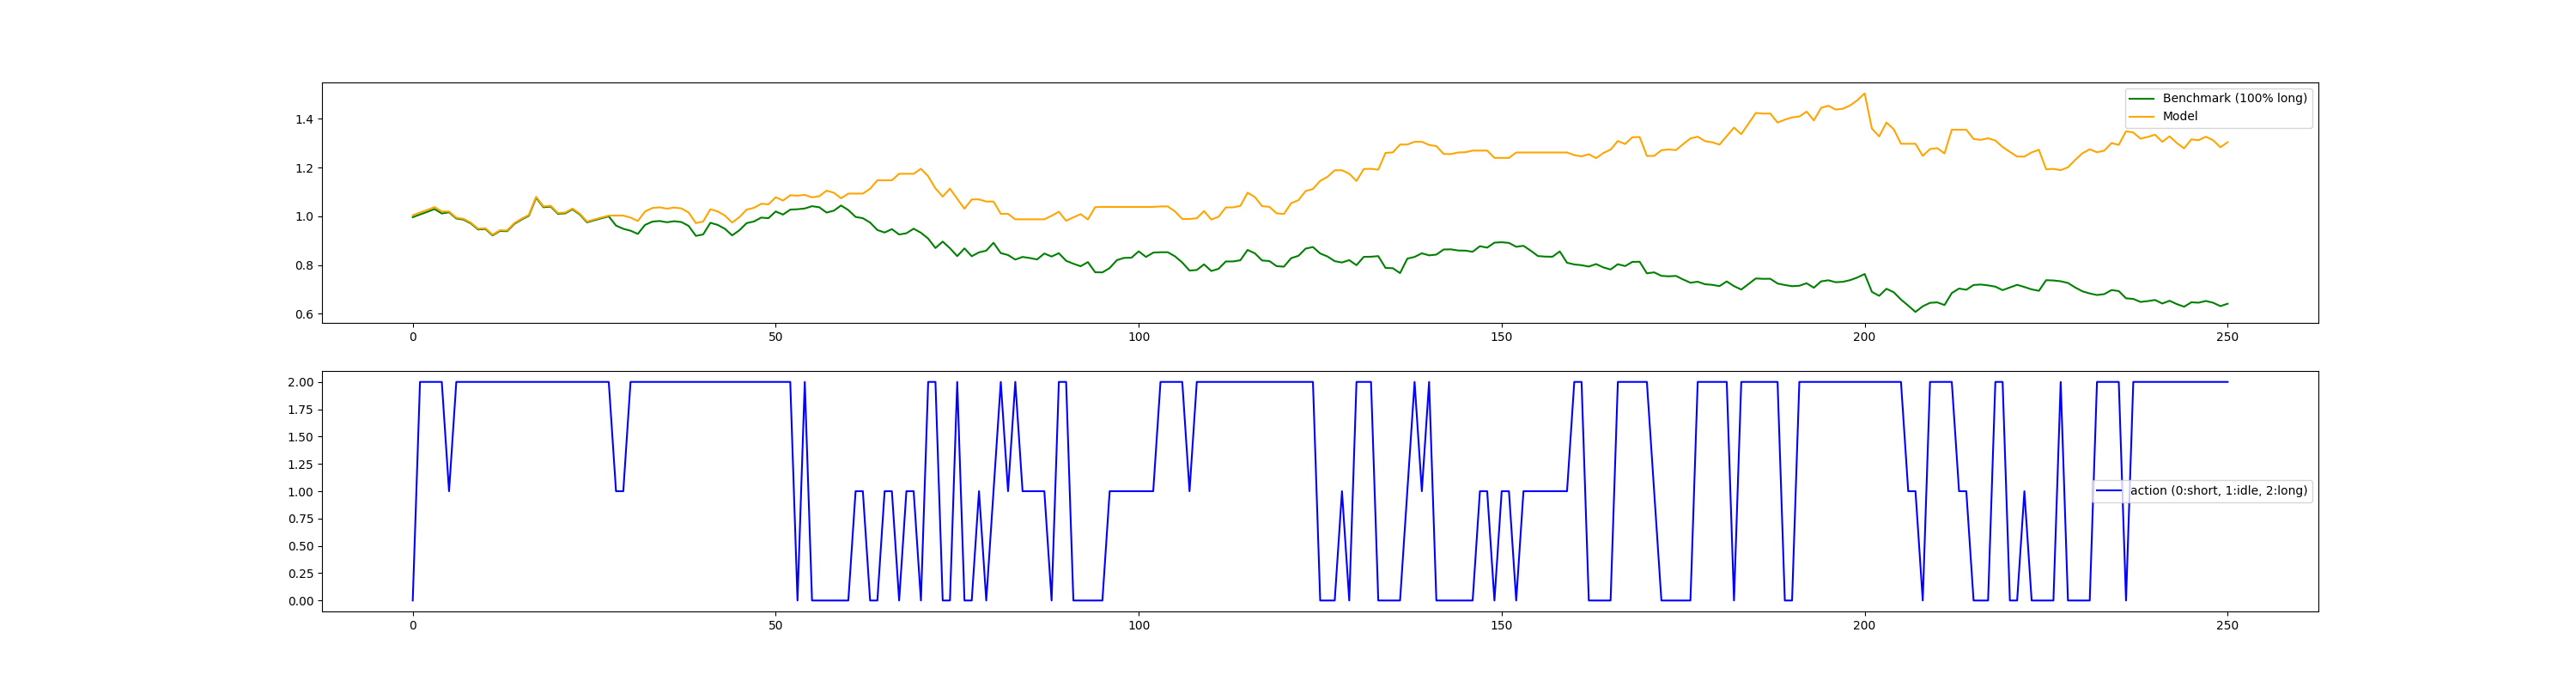 Benchmark (100% long)
Model
1.4
1.2
1.0
0.8
0.6
0 50 100 150 200 250
2.00
1.75
1.50
1.25
1.00
0.75
0.50
0.25
0.00
action (0:short, 1:idle, 2:long)
0 50 100 150 200 250